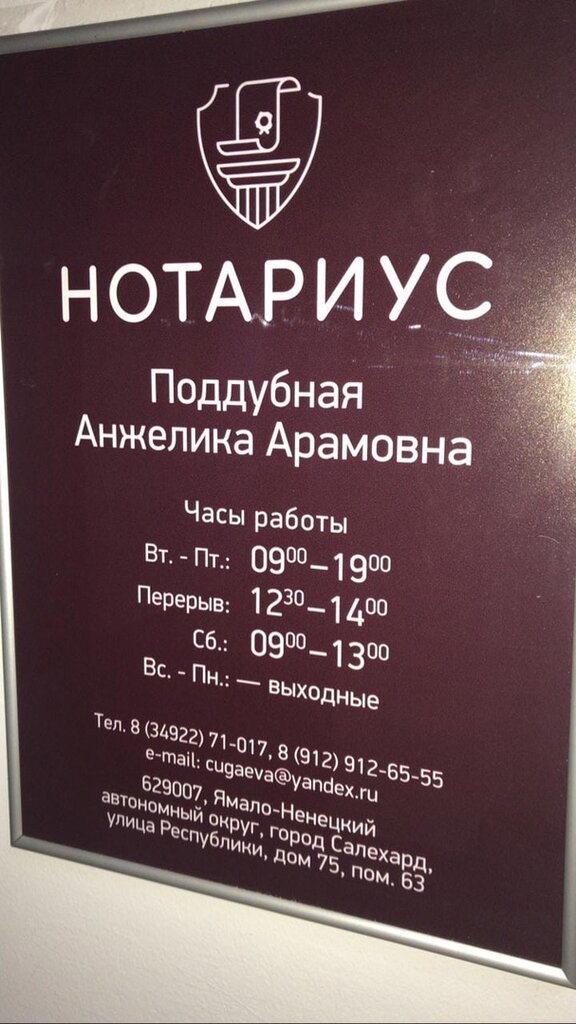 НОТАРИУС
Поддубная
Анжелика Арамовна
Часы работы
Вт. - Пт.: 09⁰⁰–19⁰⁰
Перерыв: 12³⁰–14⁰⁰
Сб.: 09⁰⁰–13⁰⁰
Вс. - Пн.: — выходные
Тел. 8 (34922) 71-017, 8 (912) 912-65-55
e-mail: cugaeva@yandex.ru
629007, Ямало-Ненецкий
автономный округ, город Салехард,
улица Республики, дом 75, пом. 63